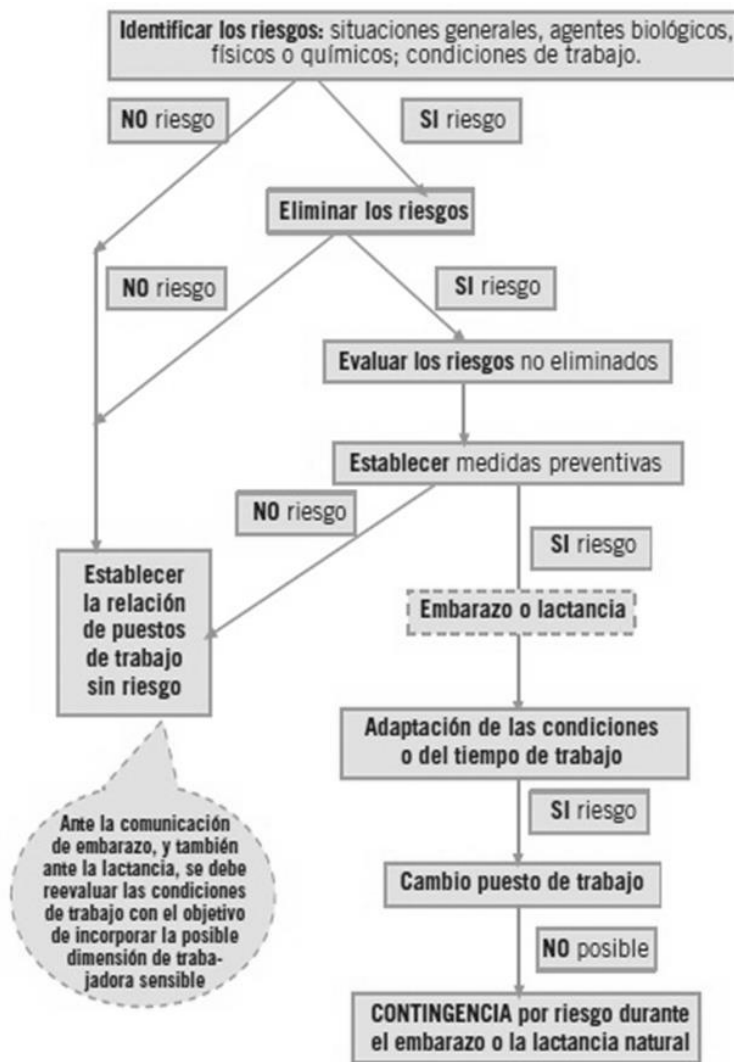 Identificar los riesgos: situaciones generales, agentes biológicos,
físicos o químicos; condiciones de trabajo.
NO riesgo
SI riesgo
Eliminar los riesgos
NO riesgo
SI riesgo
Evaluar los riesgos no eliminados
Establecer medidas preventivas
NO riesgo
SI riesgo
Establecer
la relación
de puestos
de trabajo
sin riesgo
Embarazo o lactancia
Adaptación de las condiciones
o del tiempo de trabajo
SI riesgo
Ante la comunicación
de embarazo, y también
ante la lactancia, se debe
reevaluar las condiciones
de trabajo con el objetivo
de incorporar la posible
dimensión de traba-
jadora sensible
Cambio puesto de trabajo
NO posible
CONTINGENCIA por riesgo durante
el embarazo o la lactancia natural